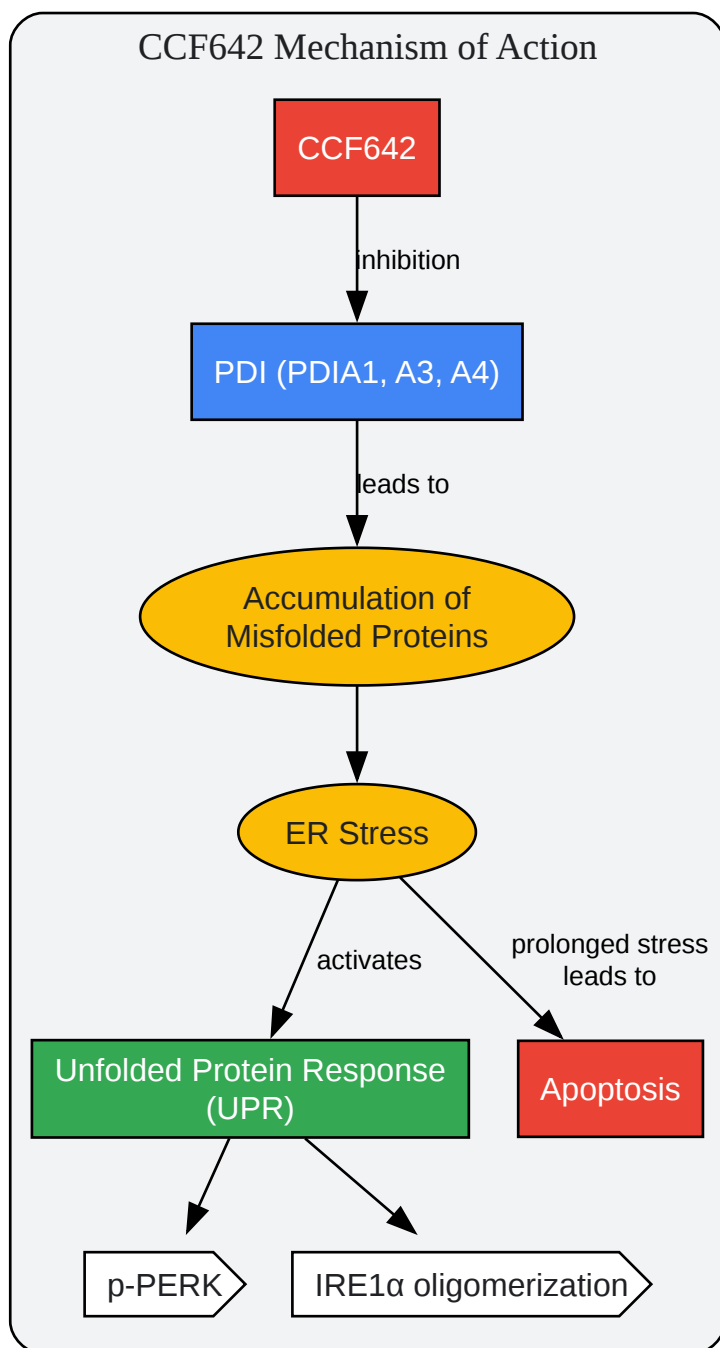 CCF642 Mechanism of Action
CCF642
inhibition
PDI (PDIA1, A3, A4)
leads to
Accumulation of
Misfolded Proteins
ER Stress
activates
prolonged stress
leads to
Unfolded Protein Response
(UPR)
Apoptosis
p-PERK
IRE1α oligomerization